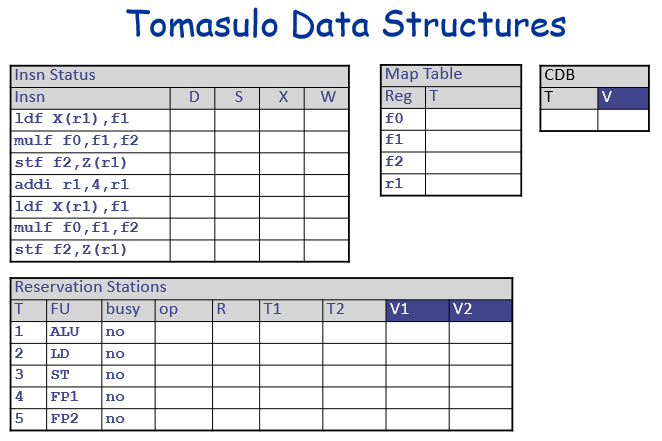 Tomasulo Data Structures
Insn Status
Insn D S X W
ldf X(r1),f1
mulf f0,f1,f2
stf f2,Z(r1)
addi r1,4,r1
ldf X(r1),f1
mulf f0,f1,f2
stf f2,Z(r1)
Map Table
Reg T
f0
f1
f2
r1
CDB
T V
Reservation Stations
T FU busy op R T1 T2 V1 V2
1 ALU no
2 LD no
3 ST no
4 FP1 no
5 FP2 no